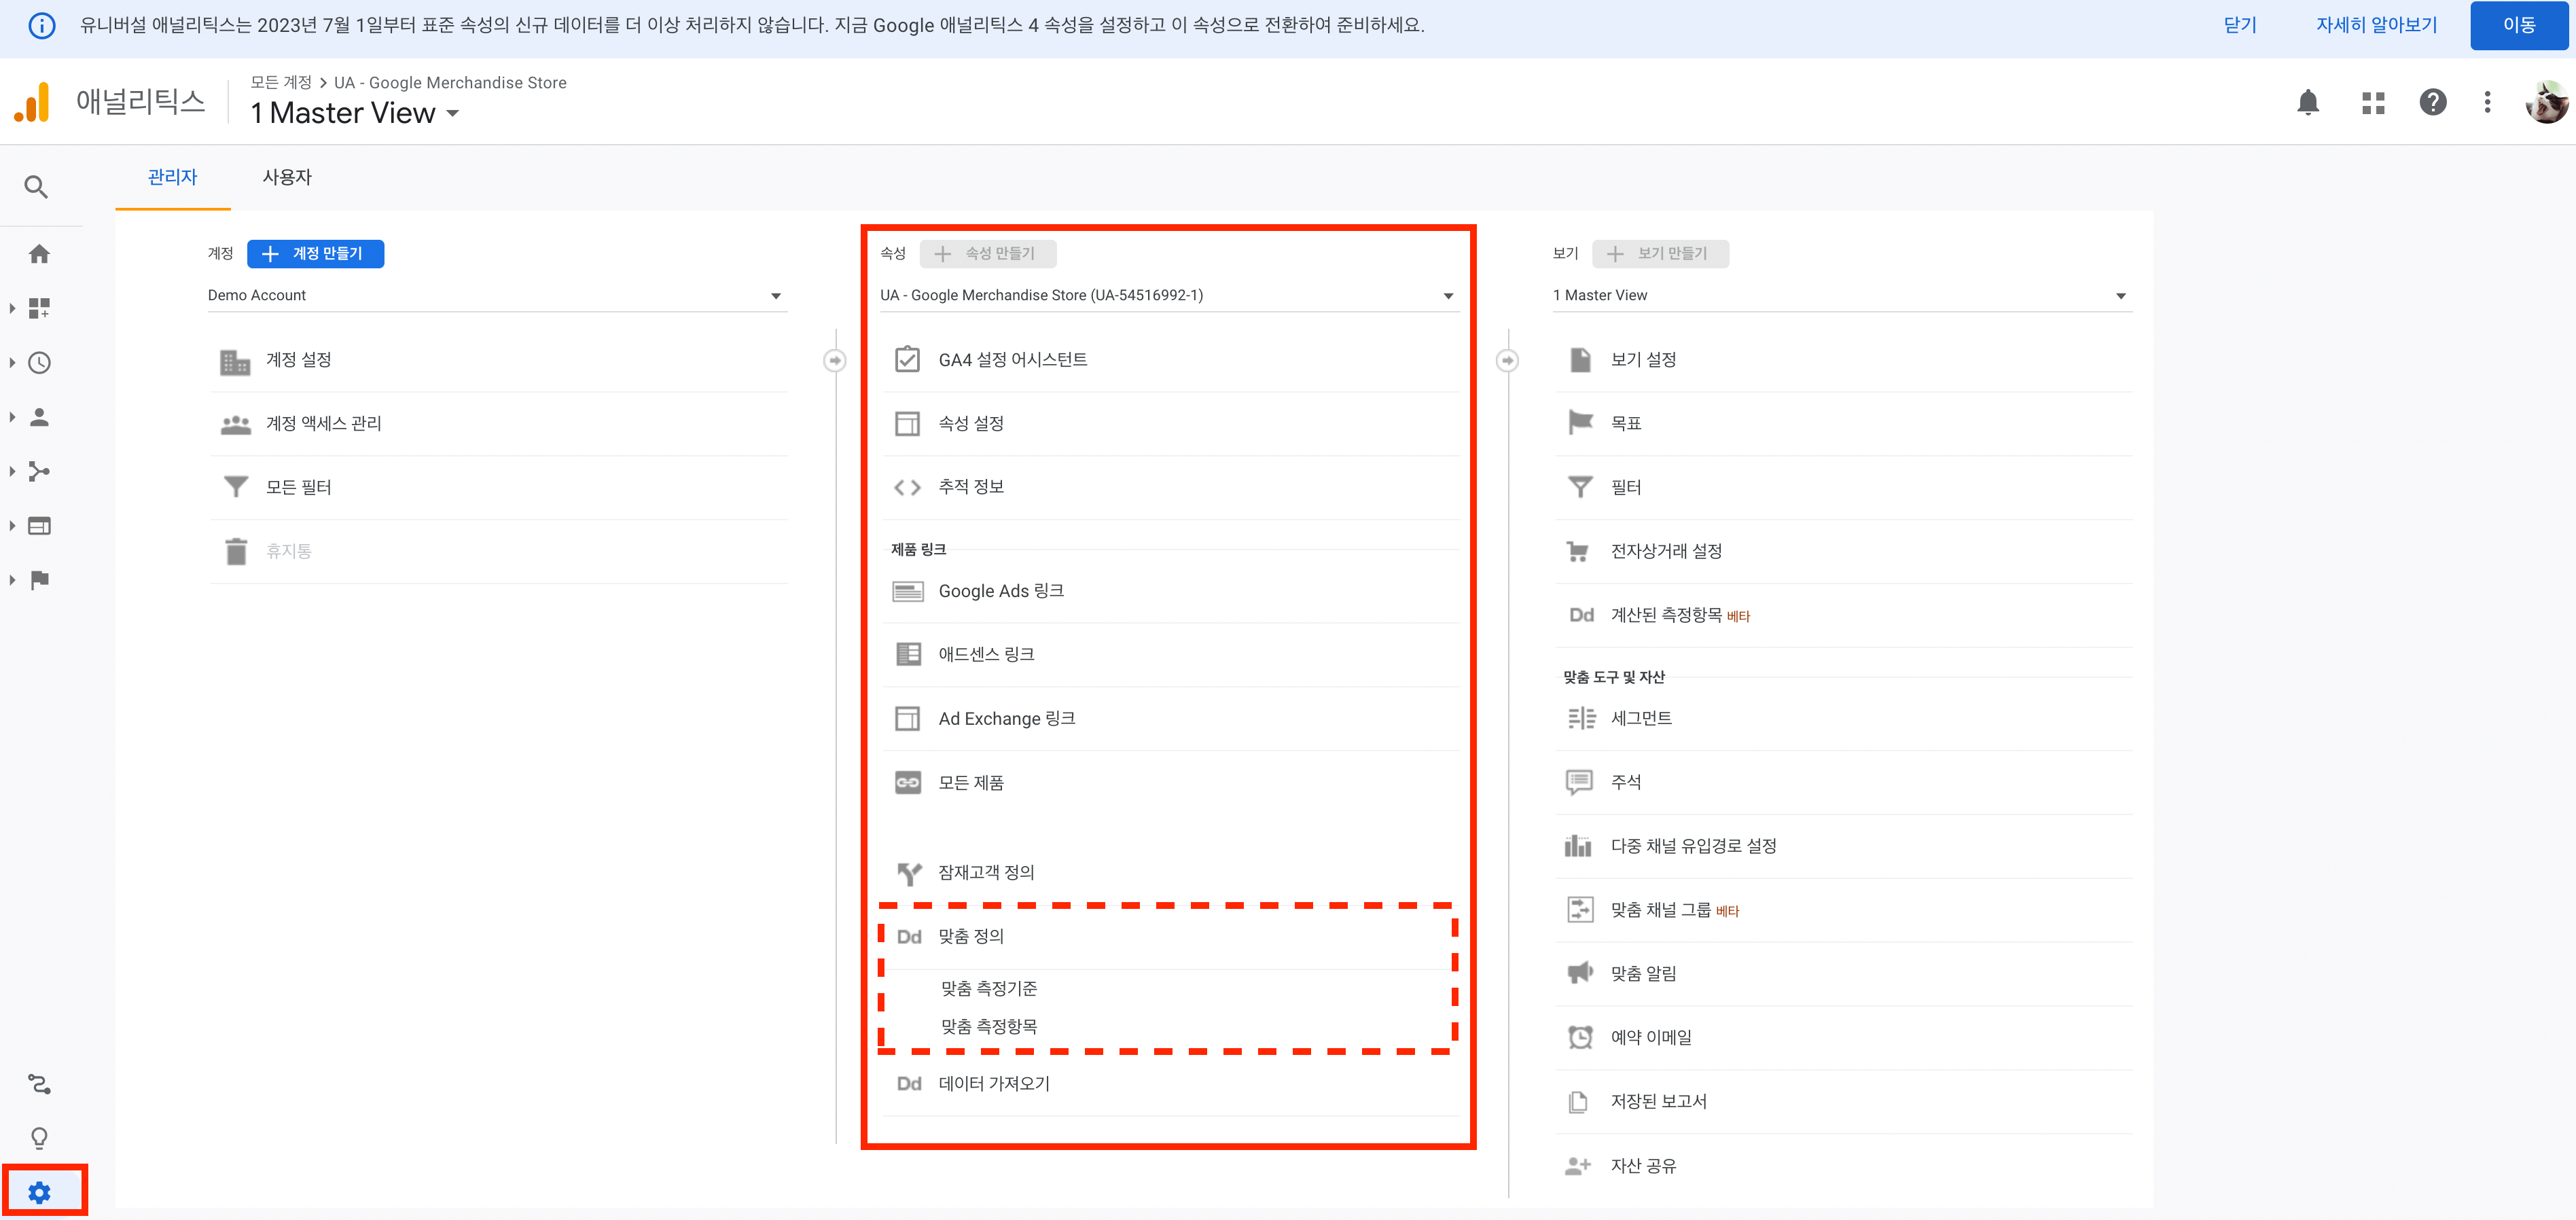 유니버설 애널리틱스는 2023년 7월 1일부터 표준 속성의 신규 데이터를 더 이상 처리하지 않습니다. 지금 Google 애널리틱스 4 속성을 설정하고 이 속성으로 전환하여 준비하세요.
닫기
자세히 알아보기
이동
애널리틱스
모든 계정 > UA - Google Merchandise Store
1 Master View
관리자
사용자
계정
계정 만들기
Demo Account
계정 설정
계정 액세스 관리
모든 필터
휴지통
속성
속성 만들기
UA - Google Merchandise Store (UA-54516992-1)
GA4 설정 어시스턴트
속성 설정
추적 정보
제품 링크
Google Ads 링크
애드센스 링크
Ad Exchange 링크
모든 제품
잠재고객 정의
Dd 맞춤 정의
맞춤 측정기준
맞춤 측정항목
Dd 데이터 가져오기
보기
보기 만들기
1 Master View
보기 설정
목표
필터
전자상거래 설정
Dd 계산된 측정항목 베타
맞춤 도구 및 자산
세그먼트
주석
다중 채널 유입경로 설정
맞춤 채널 그룹 베타
맞춤 알림
예약 이메일
저장된 보고서
자산 공유